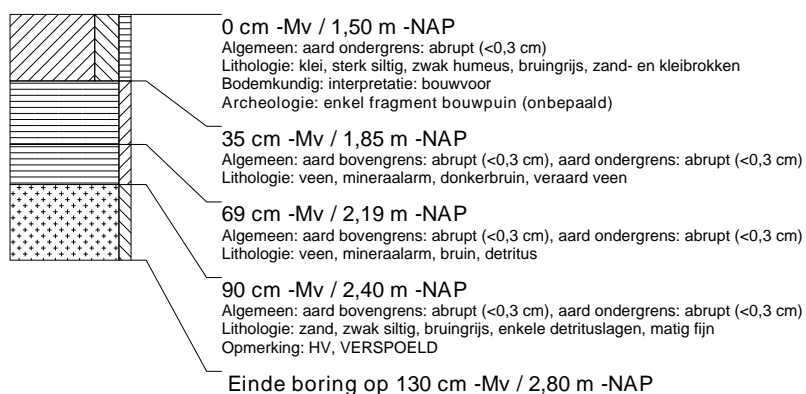 0 cm -Mv / 1,50 m -NAP
Algemeen: aard ondergrens: abrupt (<0,3 cm)
Lithologie: klei, sterk siltig, zwak humeus, bruingrijs, zand- en kleibrokken
Bodemkundig: interpretatie: bouwvoor
Archeologie: enkel fragment bouwpuin (onbepaald)
35 cm -Mv / 1,85 m -NAP
Algemeen: aard bovengrens: abrupt (<0,3 cm), aard ondergrens: abrupt (<0,3 cm)
Lithologie: veen, mineraalarm, donkerbruin, veraard veen
69 cm -Mv / 2,19 m -NAP
Algemeen: aard bovengrens: abrupt (<0,3 cm), aard ondergrens: abrupt (<0,3 cm)
Lithologie: veen, mineraalarm, bruin, detritus
90 cm -Mv / 2,40 m -NAP
Algemeen: aard bovengrens: abrupt (<0,3 cm), aard ondergrens: abrupt (<0,3 cm)
Lithologie: zand, zwak siltig, bruingrijs, enkele detrituslagen, matig fijn
Opmerking: HV, VERSPOELD
Einde boring op 130 cm -Mv / 2,80 m -NAP